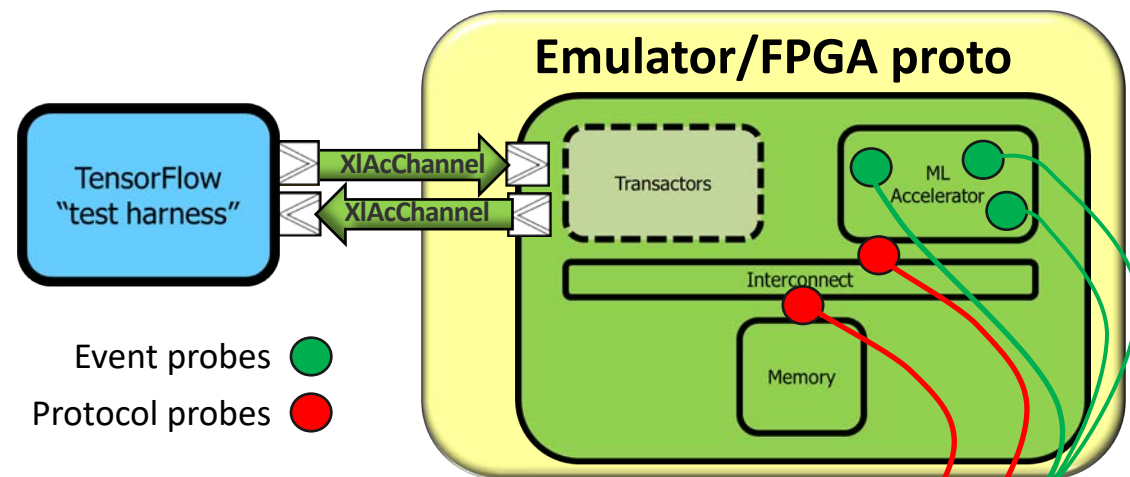 Emulator/FPGA proto
TensorFlow
“test harness”
XlAcChannel
XlAcChannel
Transactors
ML
Accelerator
Interconnect
Memory
Event probes
Protocol probes